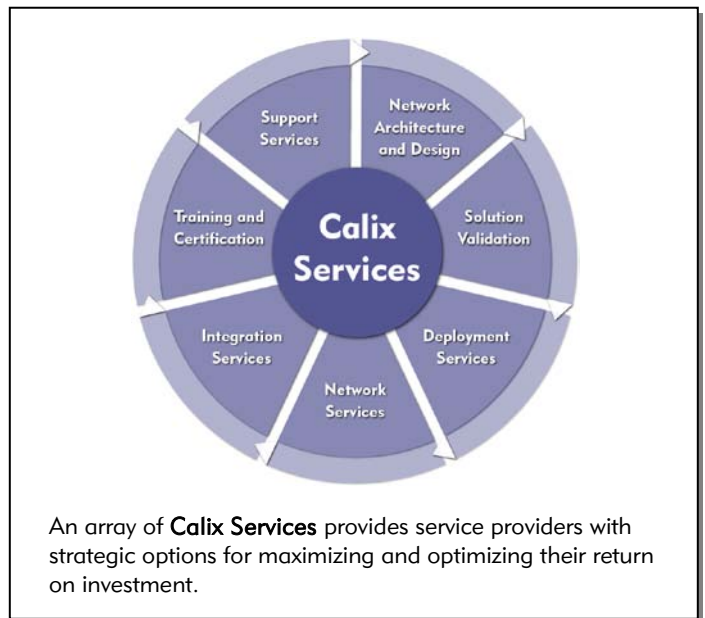 Support
Services
Network
Architecture
and Design
Training and
Certification
Calix
Services
Solution
Validation
Integration
Services
Deployment
Services
Network
Services
An array of Calix Services provides service providers with
strategic options for maximizing and optimizing their return
on investment.